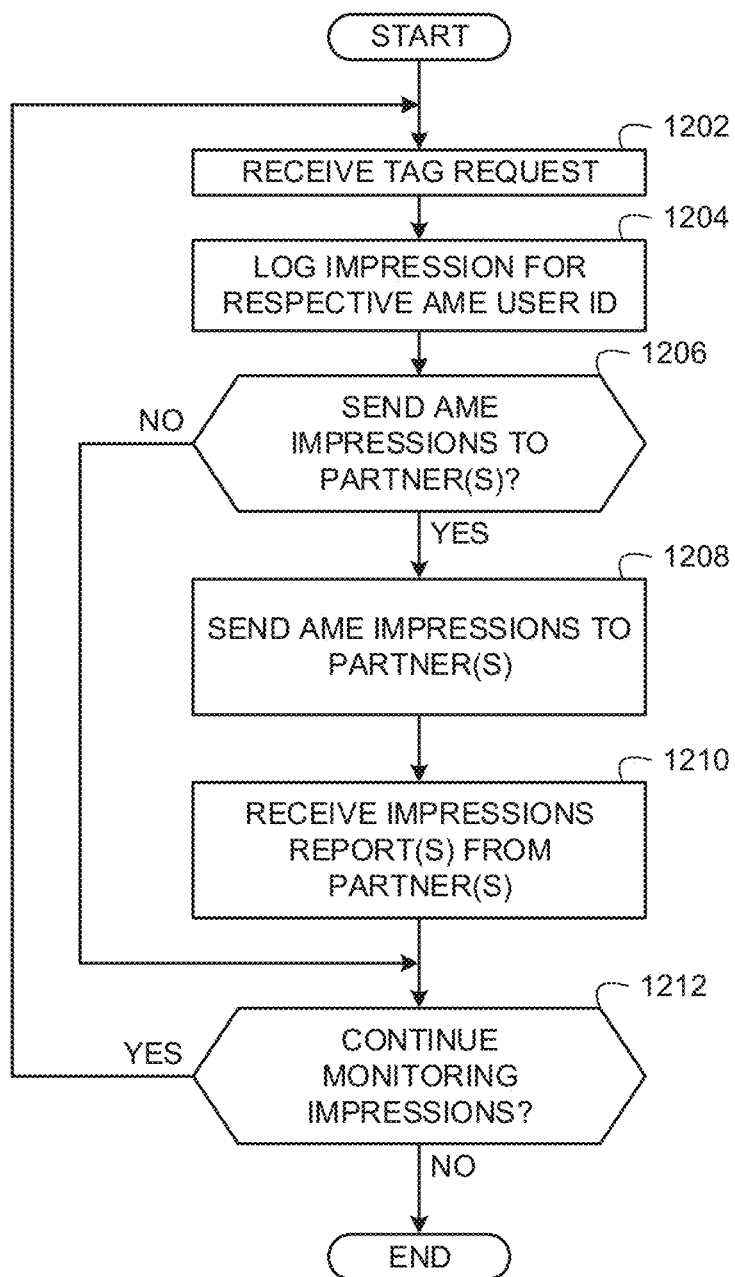 START
1202
RECEIVE TAG REQUEST
1204
LOG IMPRESSION FOR
RESPECTIVE AME USER ID
1206
NO
SEND AME
IMPRESSIONS TO
PARTNER(S)?
YES
1208
SEND AME IMPRESSIONS TO
PARTNER(S)
1210
RECEIVE IMPRESSIONS
REPORT(S) FROM
PARTNER(S)
1212
YES
CONTINUE
MONITORING
IMPRESSIONS?
NO
END